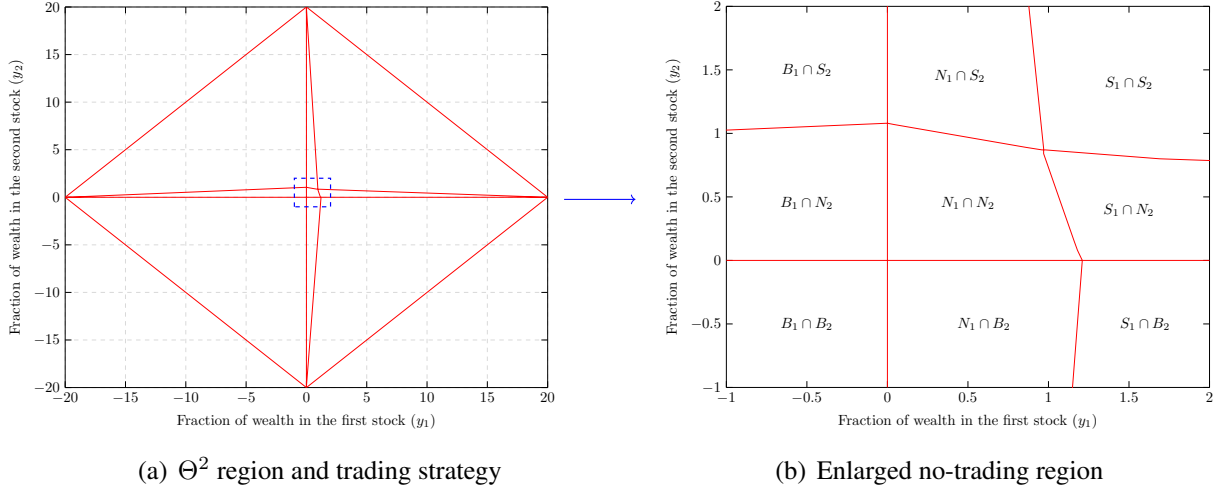 20
15
10
5
0
−5
−10
−15
−20
−20
−15
−10
−5
0
5
10
15
20
Fraction of wealth in the second stock (y₂)
Fraction of wealth in the first stock (y₁)
(a) Θ² region and trading strategy
2
1.5
1
0.5
0
−0.5
−1
−1
−0.5
0
0.5
1
1.5
2
Fraction of wealth in the second stock (y₂)
Fraction of wealth in the first stock (y₁)
B₁ ∩ S₂
N₁ ∩ S₂
S₁ ∩ S₂
B₁ ∩ N₂
N₁ ∩ N₂
S₁ ∩ N₂
B₁ ∩ B₂
N₁ ∩ B₂
S₁ ∩ B₂
(b) Enlarged no-trading region